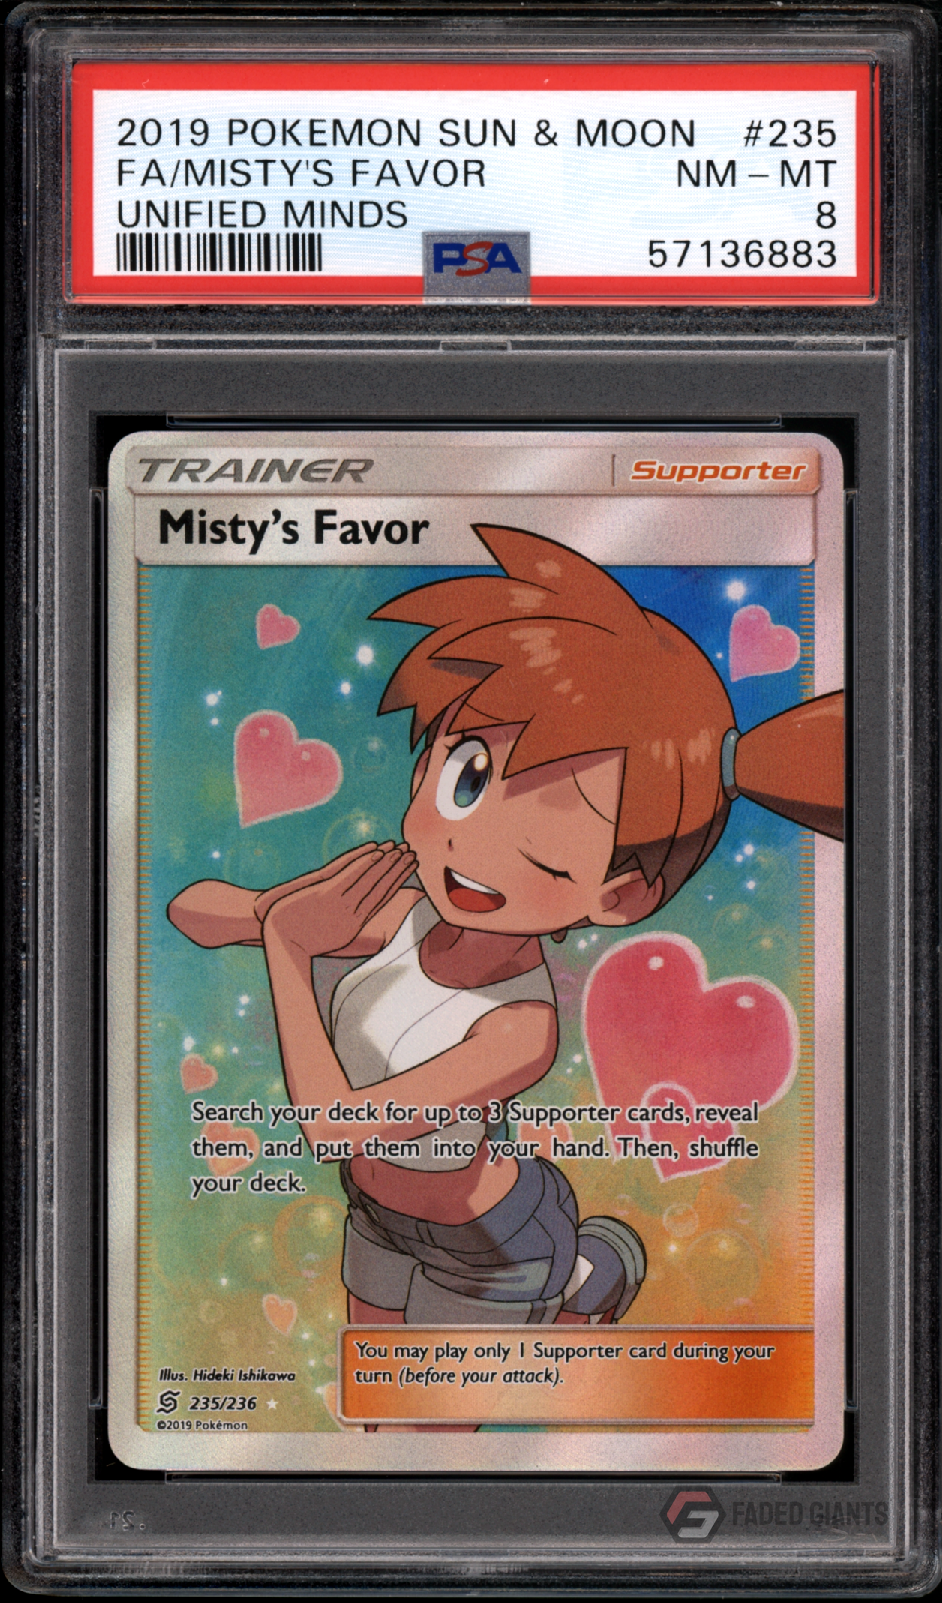 2019 POKEMON SUN & MOON #235
FA/MISTY'S FAVOR NM - MT
UNIFIED MINDS 8
PSA 57136883
TRAINER Supporter
Misty's Favor
Search your deck for up to 3 Supporter cards, reveal
them, and put them into your hand. Then, shuffle
your deck.
You may play only 1 Supporter card during your
turn (before your attack).
Illus. Hideki Ishikawa
235/236
©2019 Pokémon
FADED GIANTS